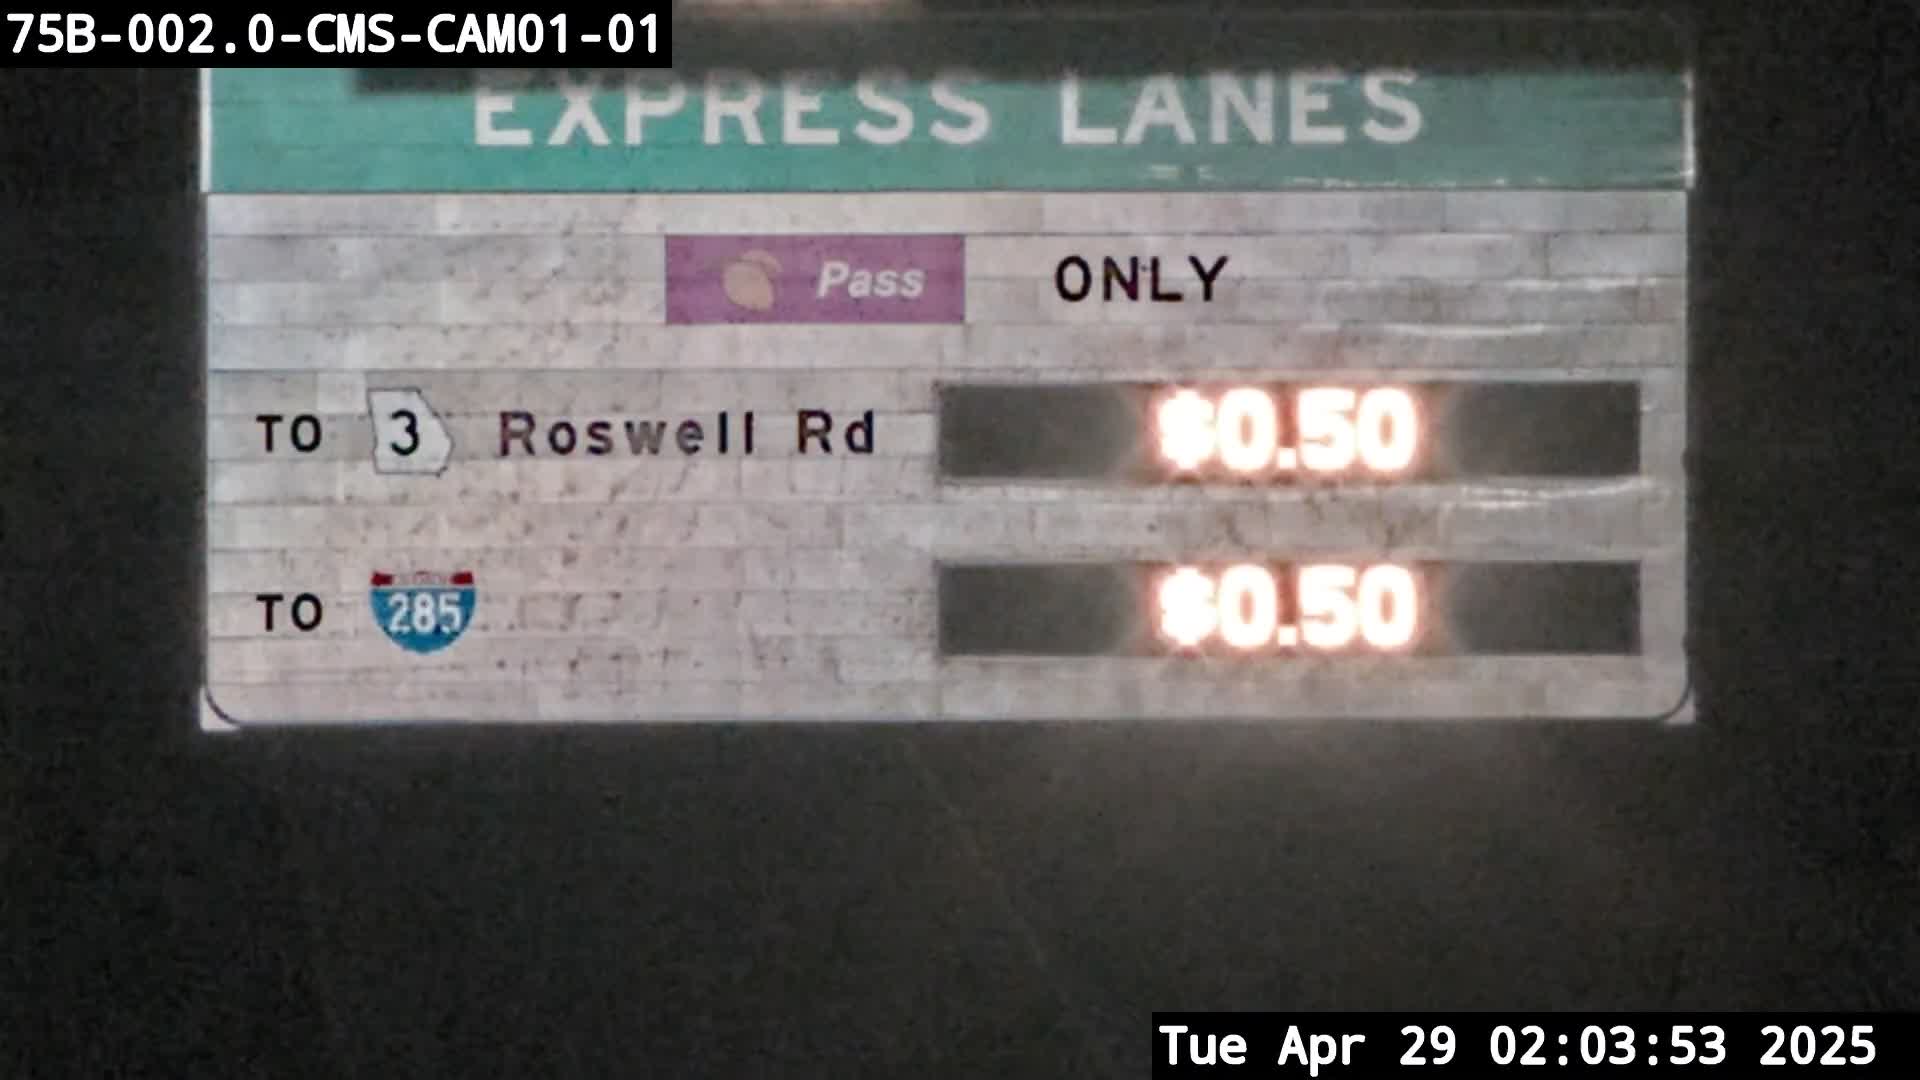 75B-002.0-CMS-CAM01-01
EXPRESS LANES
Pass ONLY
TO 3 Roswell Rd $0.50
TO 285 $0.50
Tue Apr 29 02:03:53 2025